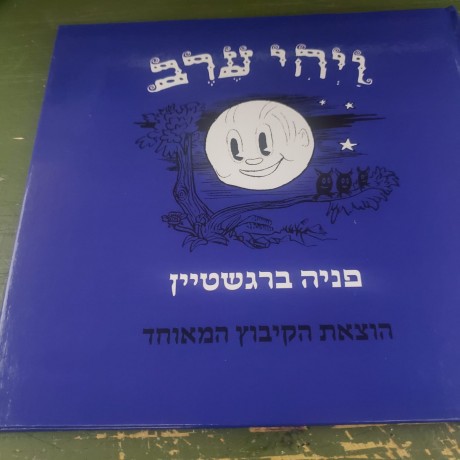 וַיְהִי עֶרֶב
פניה ברגשטיין
הוצאת הקיבוץ המאוחד